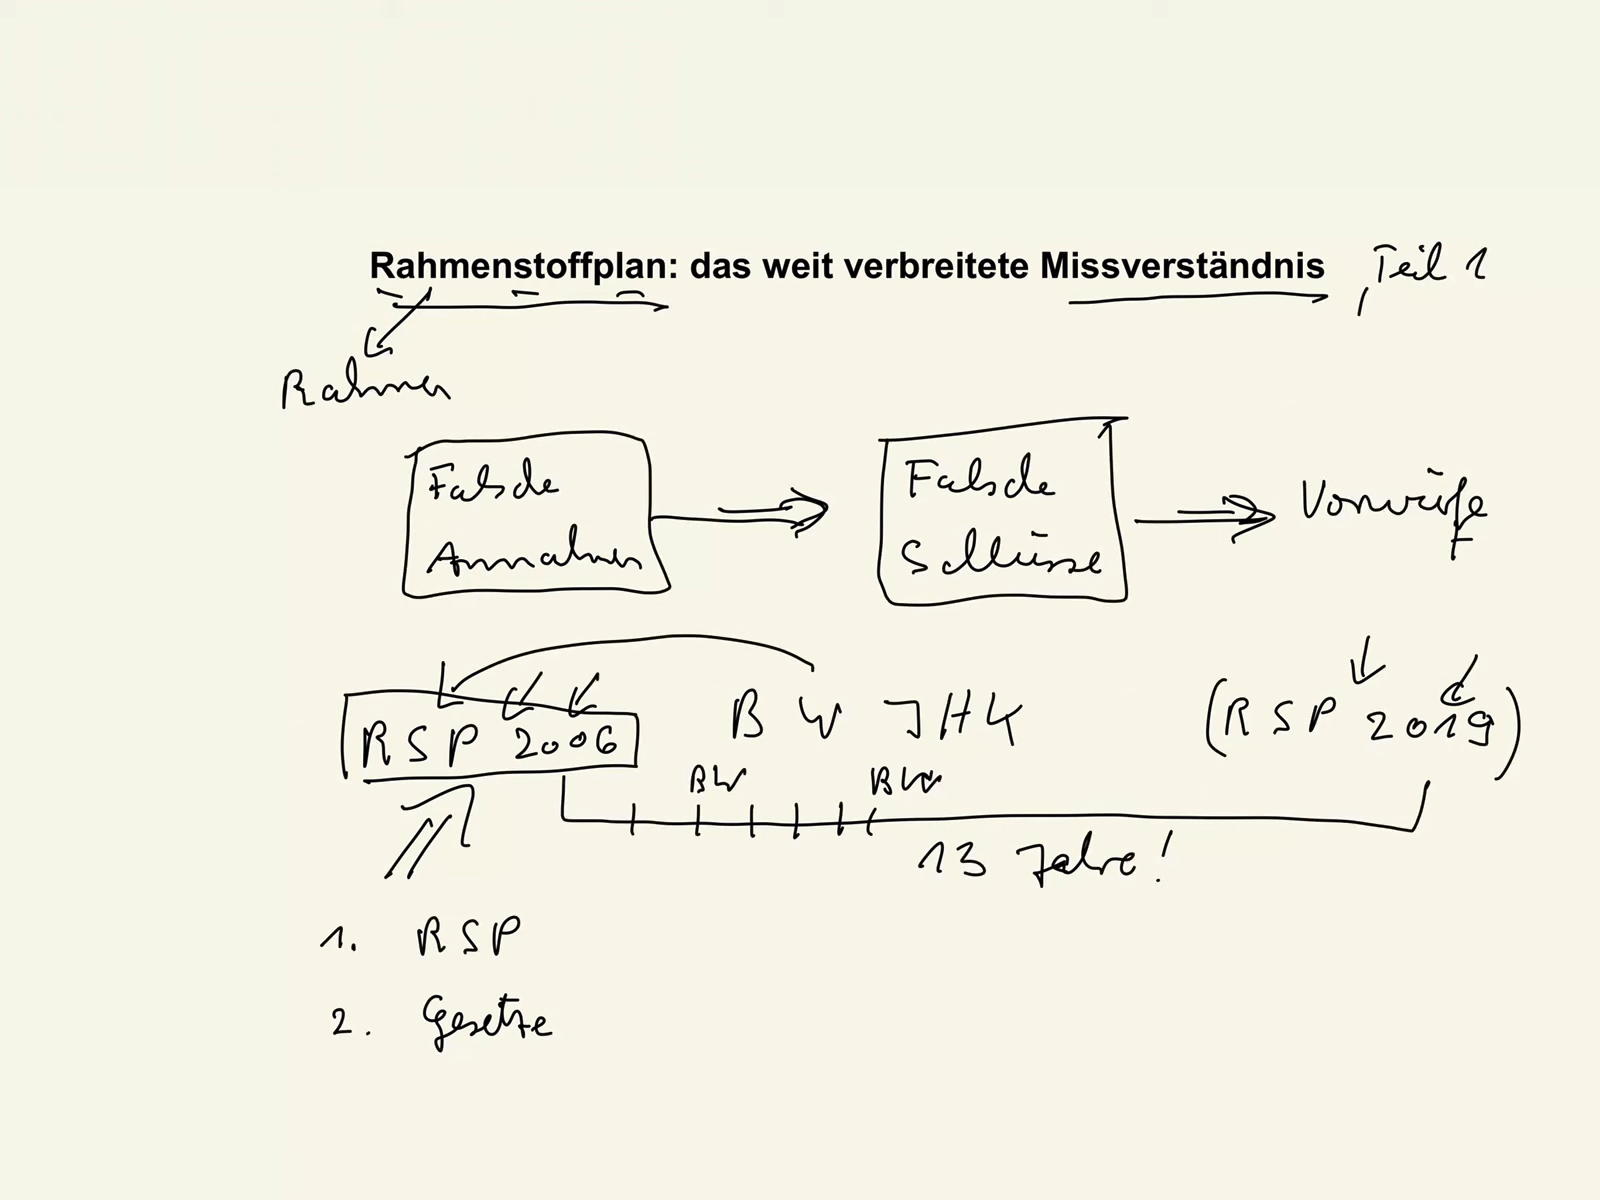 Rahmenstoffplan: das weit verbreitete Missverständnis, Teil 1
Rahmen
Falsche
Annahmen
Falsche
Schlüsse
Vorwürfe
RSP 2006
BW IHK
(RSP 2019)
BW
BW
13 Jahre!
1. RSP
2. Gesetze